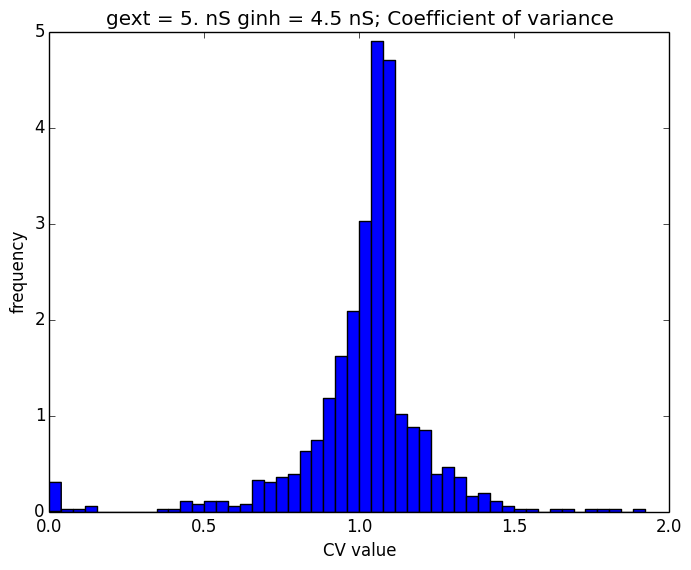 gext = 5. nS ginh = 4.5 nS; Coefficient of variance
5
4
3
2
1
0
frequency
0.0 0.5 1.0 1.5 2.0
CV value